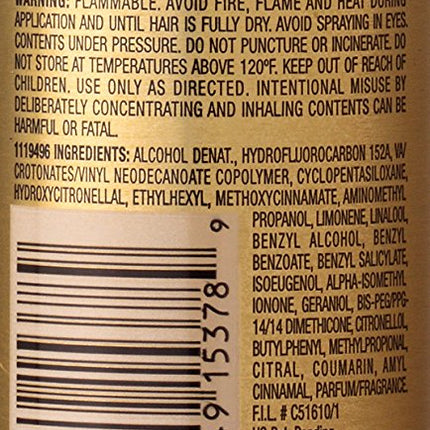 WARNING: FLAMMABLE. AVOID FIRE, FLAME AND HEAT DURING
APPLICATION AND UNTIL HAIR IS FULLY DRY. AVOID SPRAYING IN EYES.
CONTENTS UNDER PRESSURE. DO NOT PUNCTURE OR INCINERATE. DO
NOT STORE AT TEMPERATURES ABOVE 120°F. KEEP OUT OF REACH OF
CHILDREN. USE ONLY AS DIRECTED. INTENTIONAL MISUSE BY
DELIBERATELY CONCENTRATING AND INHALING CONTENTS CAN BE
HARMFUL OR FATAL.
1119496 INGREDIENTS: ALCOHOL DENAT., HYDROFLUOROCARBON 152A, VA/
CROTONATES/VINYL NEODECANOATE COPOLYMER, CYCLOPENTASILOXANE,
HYDROXYCITRONELLAL, ETHYLHEXYL, METHOXYCINNAMATE, AMINOMETHYL
PROPANOL, LIMONENE, LINALOOL,
BENZYL ALCOHOL, BENZYL
BENZOATE, BENZYL SALICYLATE,
ISOEUGENOL, ALPHA-ISOMETHYL
IONONE, GERANIOL, BIS-PEG/PPG-
14/14 DIMETHICONE, CITRONELLOL,
BUTYLPHENYL, METHYLPROPIONAL,
CITRAL, COUMARIN, AMYL
CINNAMAL, PARFUM/FRAGRANCE.
F.I.L. # C51610/1
9 15378 9